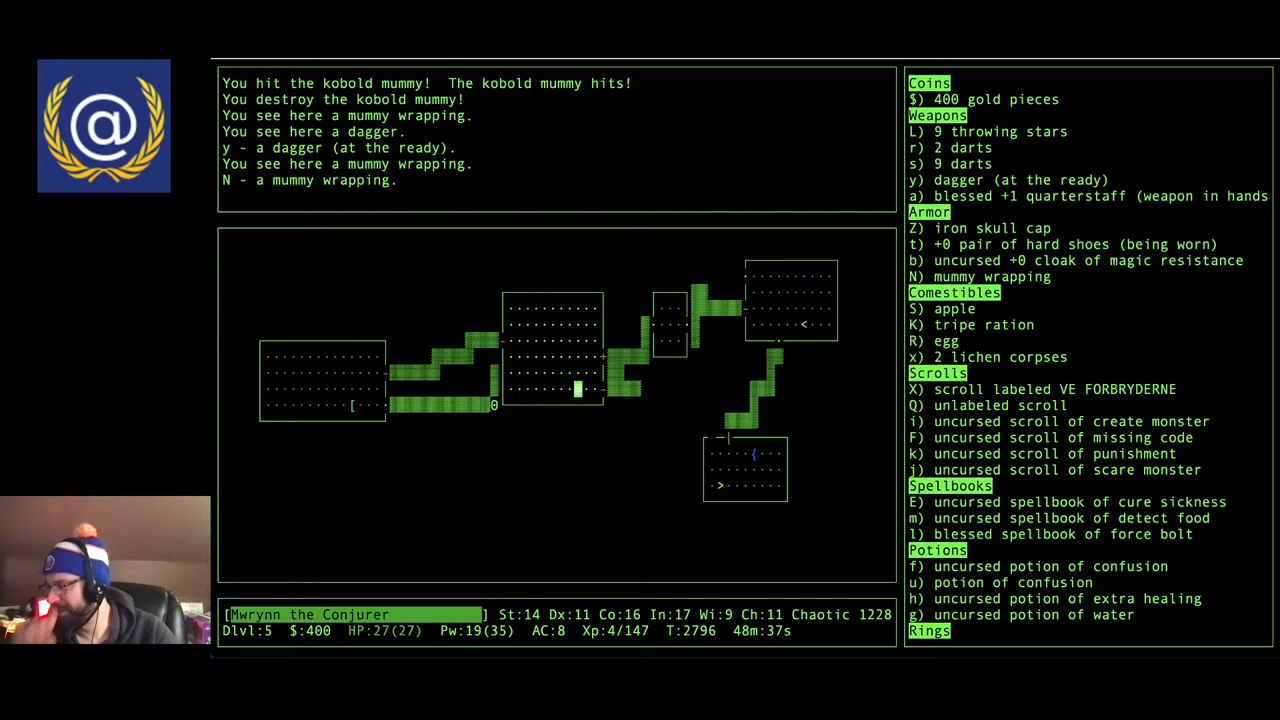 @
You hit the kobold mummy!  The kobold mummy hits!
You destroy the kobold mummy!
You see here a mummy wrapping.
You see here a dagger.
y - a dagger (at the ready).
You see here a mummy wrapping.
N - a mummy wrapping.
<
[
0
{
>
[Mwrynn the Conjurer ] St:14 Dx:11 Co:16 In:17 Wi:9 Ch:11 Chaotic 1228
Dlvl:5 $:400 HP:27(27) Pw:19(35) AC:8 Xp:4/147 T:2796 48m:37s
Coins
$) 400 gold pieces
Weapons
L) 9 throwing stars
r) 2 darts
s) 9 darts
y) dagger (at the ready)
a) blessed +1 quarterstaff (weapon in hands
Armor
Z) iron skull cap
t) +0 pair of hard shoes (being worn)
b) uncursed +0 cloak of magic resistance
N) mummy wrapping
Comestibles
S) apple
K) tripe ration
R) egg
x) 2 lichen corpses
Scrolls
X) scroll labeled VE FORBRYDERNE
Q) unlabeled scroll
i) uncursed scroll of create monster
F) uncursed scroll of missing code
k) uncursed scroll of punishment
j) uncursed scroll of scare monster
Spellbooks
E) uncursed spellbook of cure sickness
m) uncursed spellbook of detect food
l) blessed spellbook of force bolt
Potions
f) uncursed potion of confusion
u) potion of confusion
h) uncursed potion of extra healing
g) uncursed potion of water
Rings